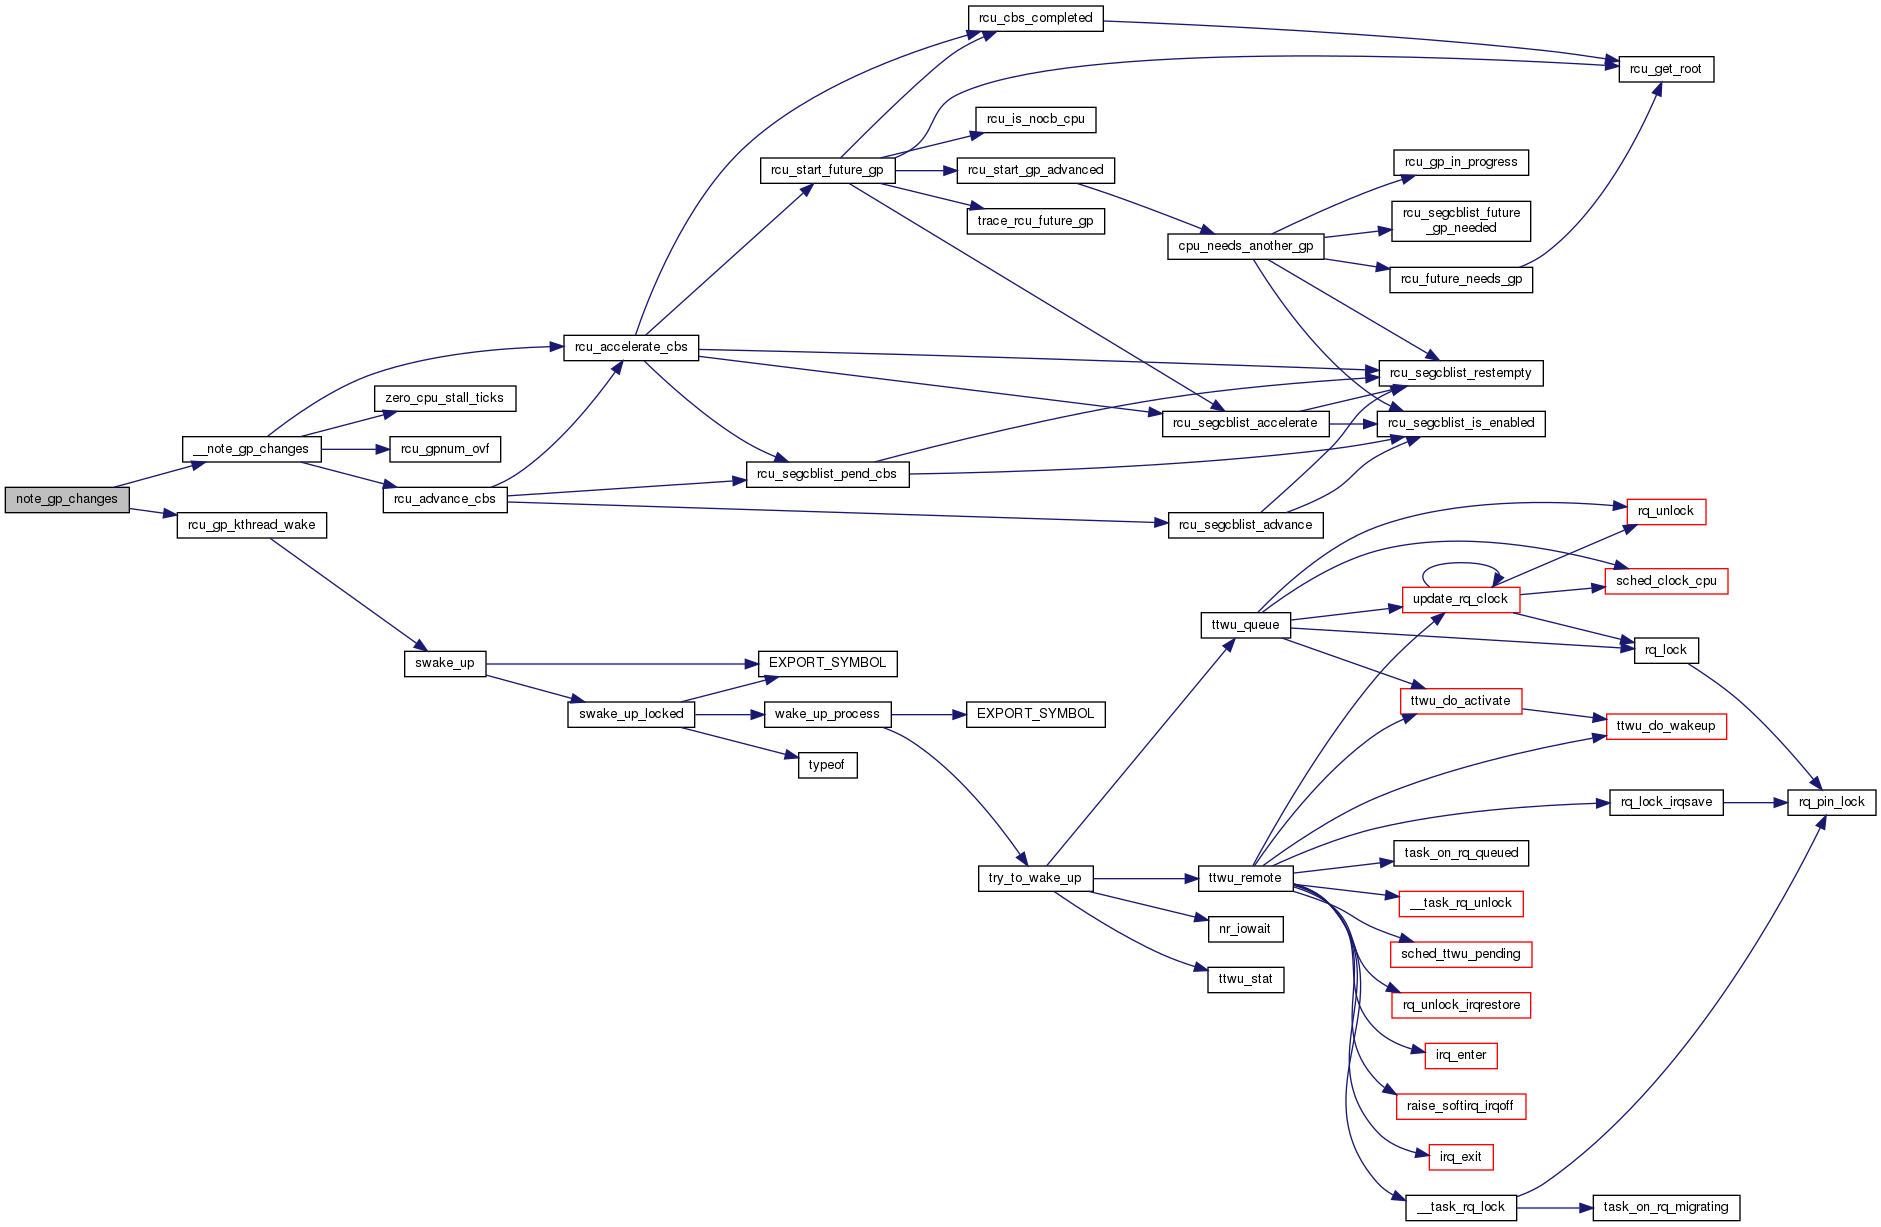 note_gp_changes
__note_gp_changes
rcu_gp_kthread_wake
zero_cpu_stall_ticks
rcu_gpnum_ovf
rcu_advance_cbs
swake_up
rcu_accelerate_cbs
swake_up_locked
rcu_start_future_gp
rcu_segcblist_pend_cbs
EXPORT_SYMBOL
wake_up_process
typeof
rcu_cbs_completed
rcu_is_nocb_cpu
rcu_start_gp_advanced
trace_rcu_future_gp
EXPORT_SYMBOL
try_to_wake_up
cpu_needs_another_gp
rcu_segcblist_accelerate
rcu_segcblist_advance
ttwu_queue
ttwu_remote
nr_iowait
ttwu_stat
rcu_gp_in_progress
rcu_segcblist_future
_gp_needed
rcu_future_needs_gp
rcu_segcblist_restempty
rcu_segcblist_is_enabled
update_rq_clock
ttwu_do_activate
task_on_rq_queued
__task_rq_unlock
sched_ttwu_pending
rq_unlock_irqrestore
irq_enter
raise_softirq_irqoff
irq_exit
__task_rq_lock
rcu_get_root
rq_unlock
sched_clock_cpu
rq_lock
ttwu_do_wakeup
rq_lock_irqsave
task_on_rq_migrating
rq_pin_lock